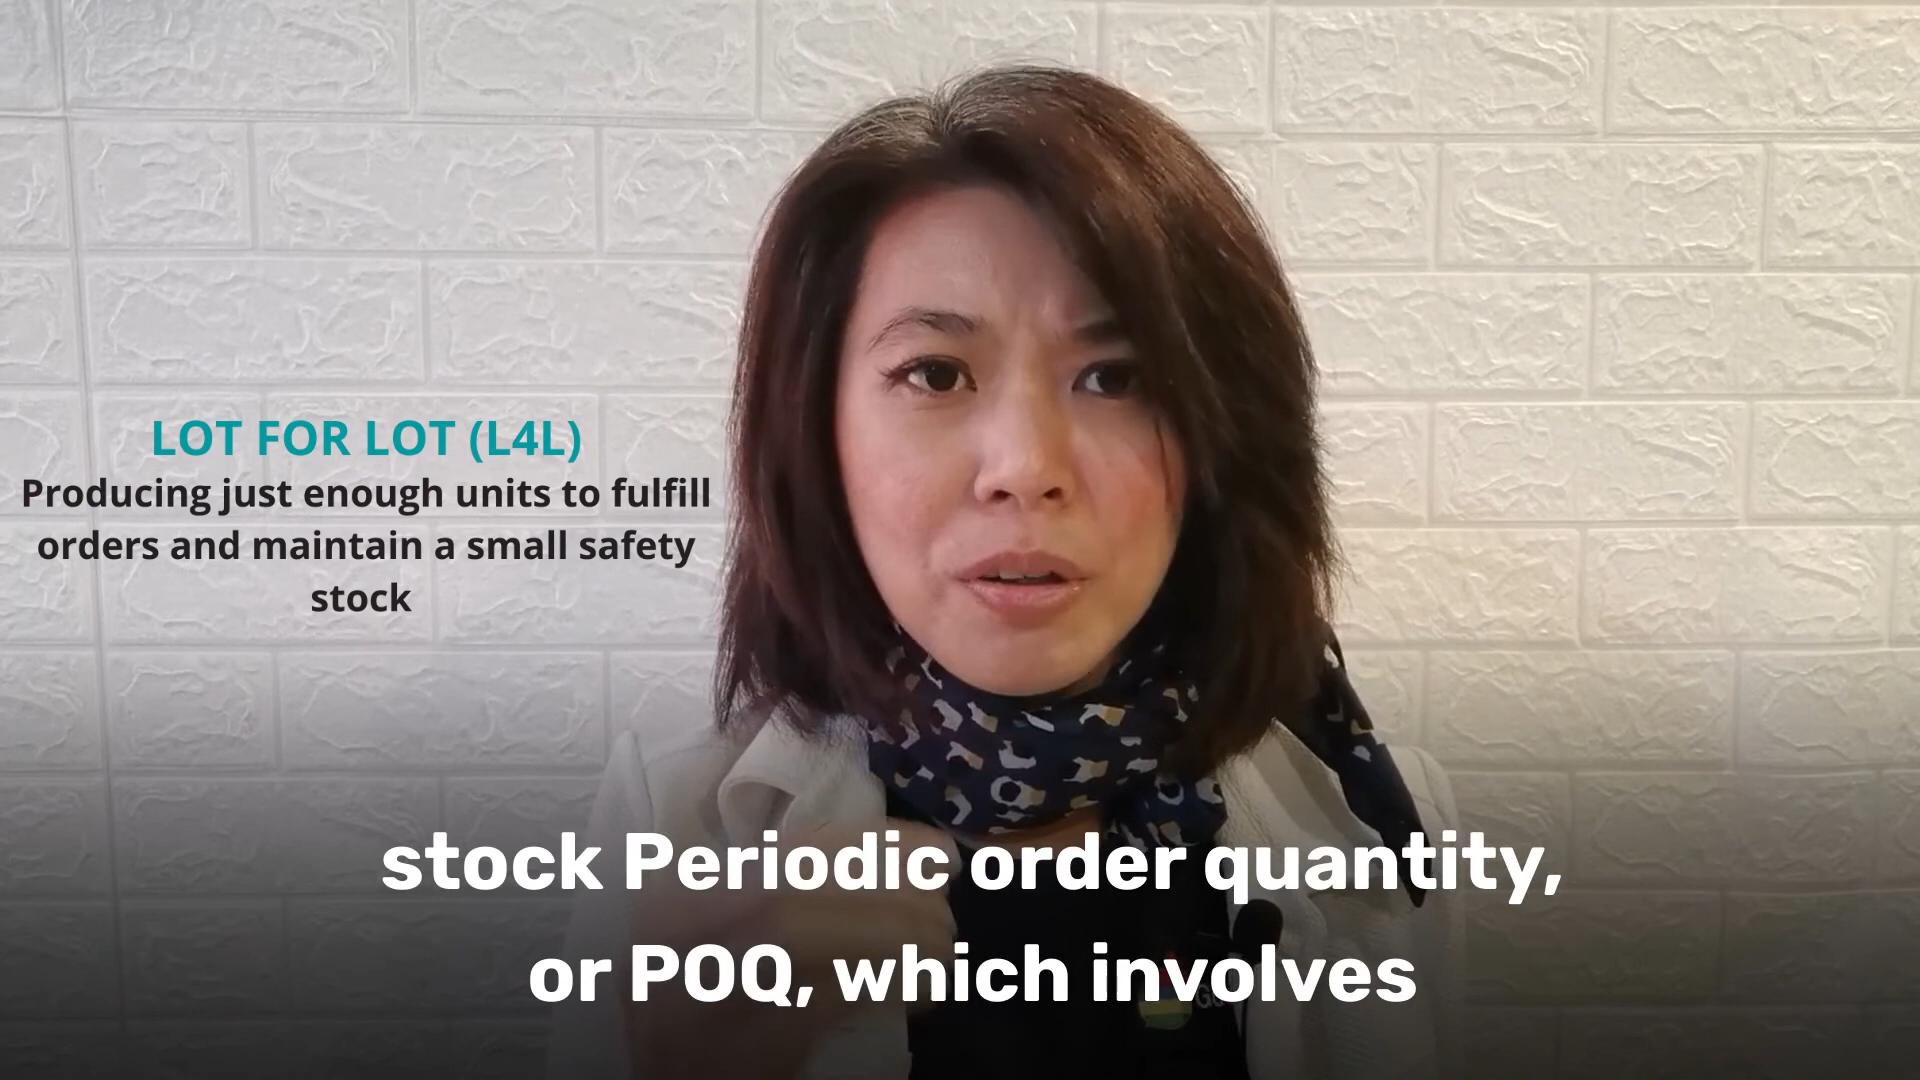 LOT FOR LOT (L4L)
Producing just enough units to fulfill
orders and maintain a small safety
stock
stock Periodic order quantity,
or POQ, which involves